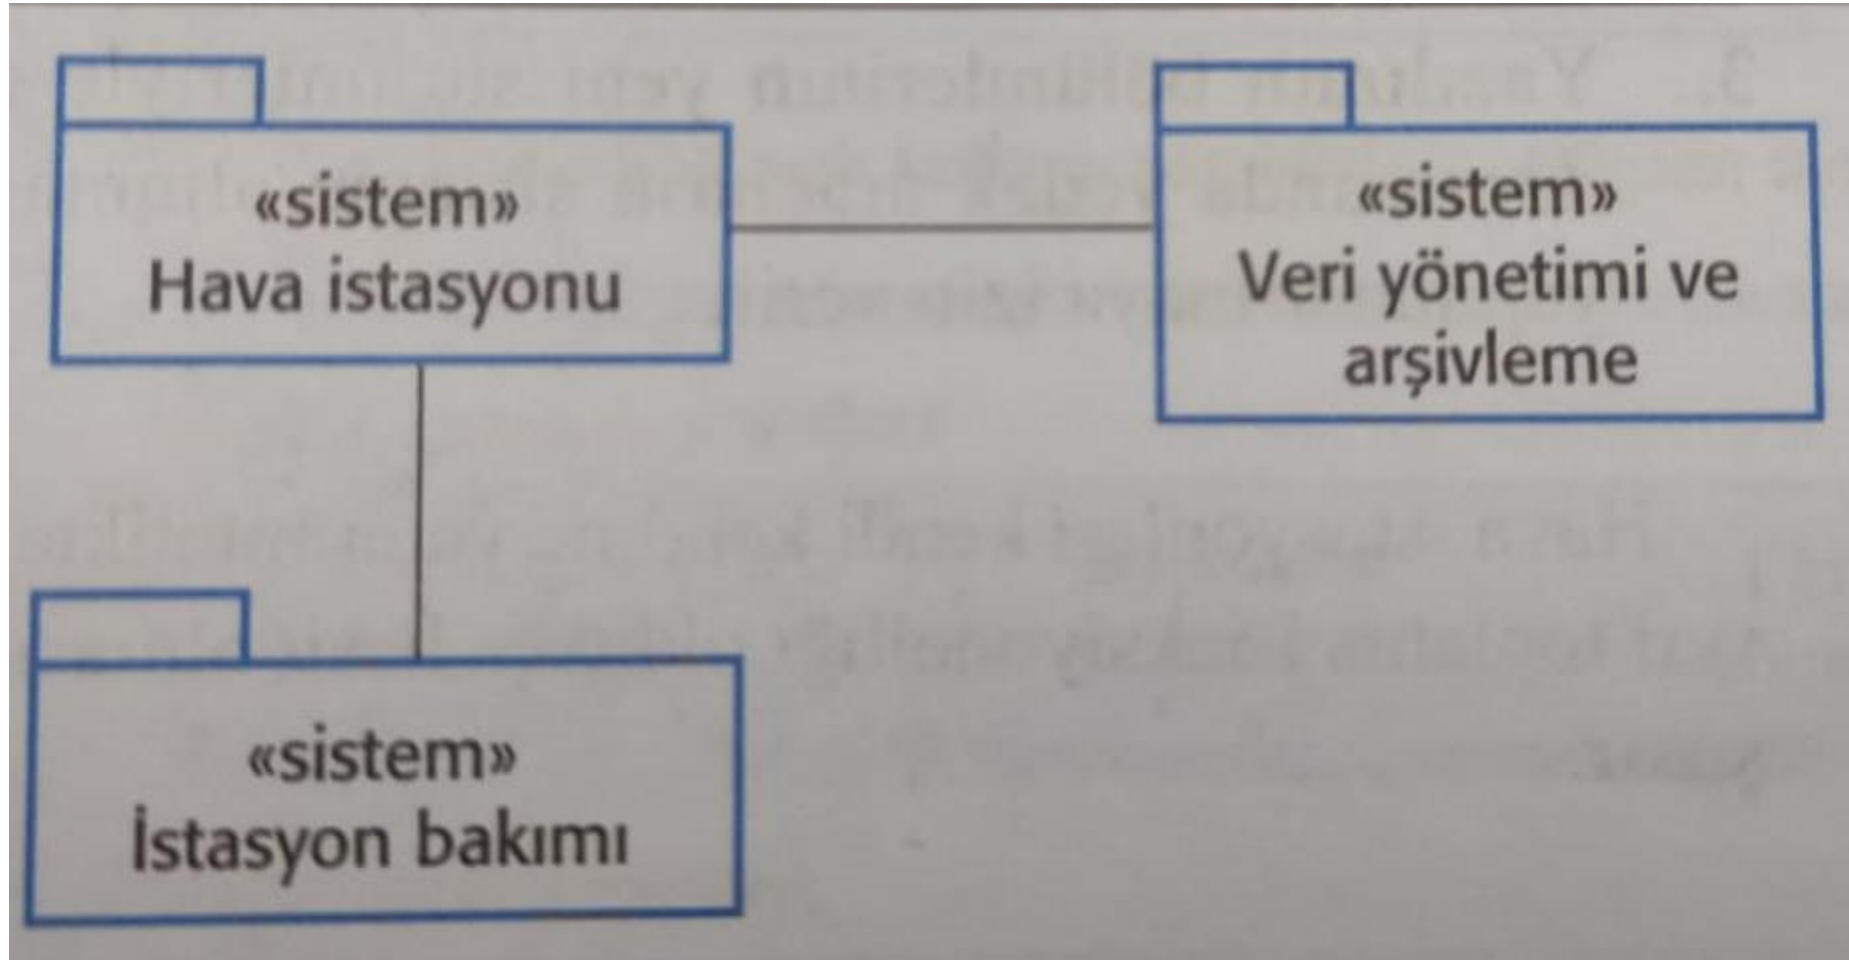 «sistem»
Hava istasyonu
«sistem»
Veri yönetimi ve
arşivleme
«sistem»
İstasyon bakımı